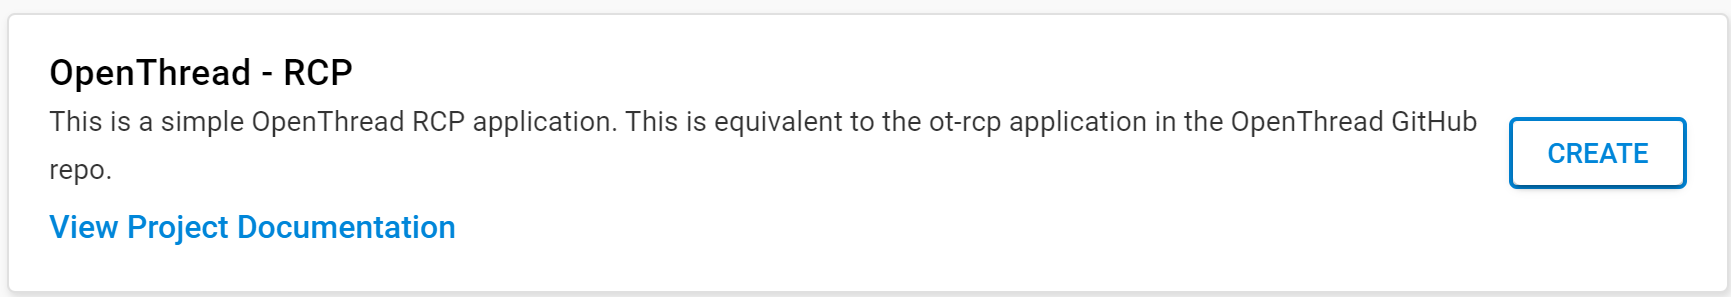 OpenThread - RCP
This is a simple OpenThread RCP application. This is equivalent to the ot-rcp application in the OpenThread GitHub
repo.
CREATE
View Project Documentation